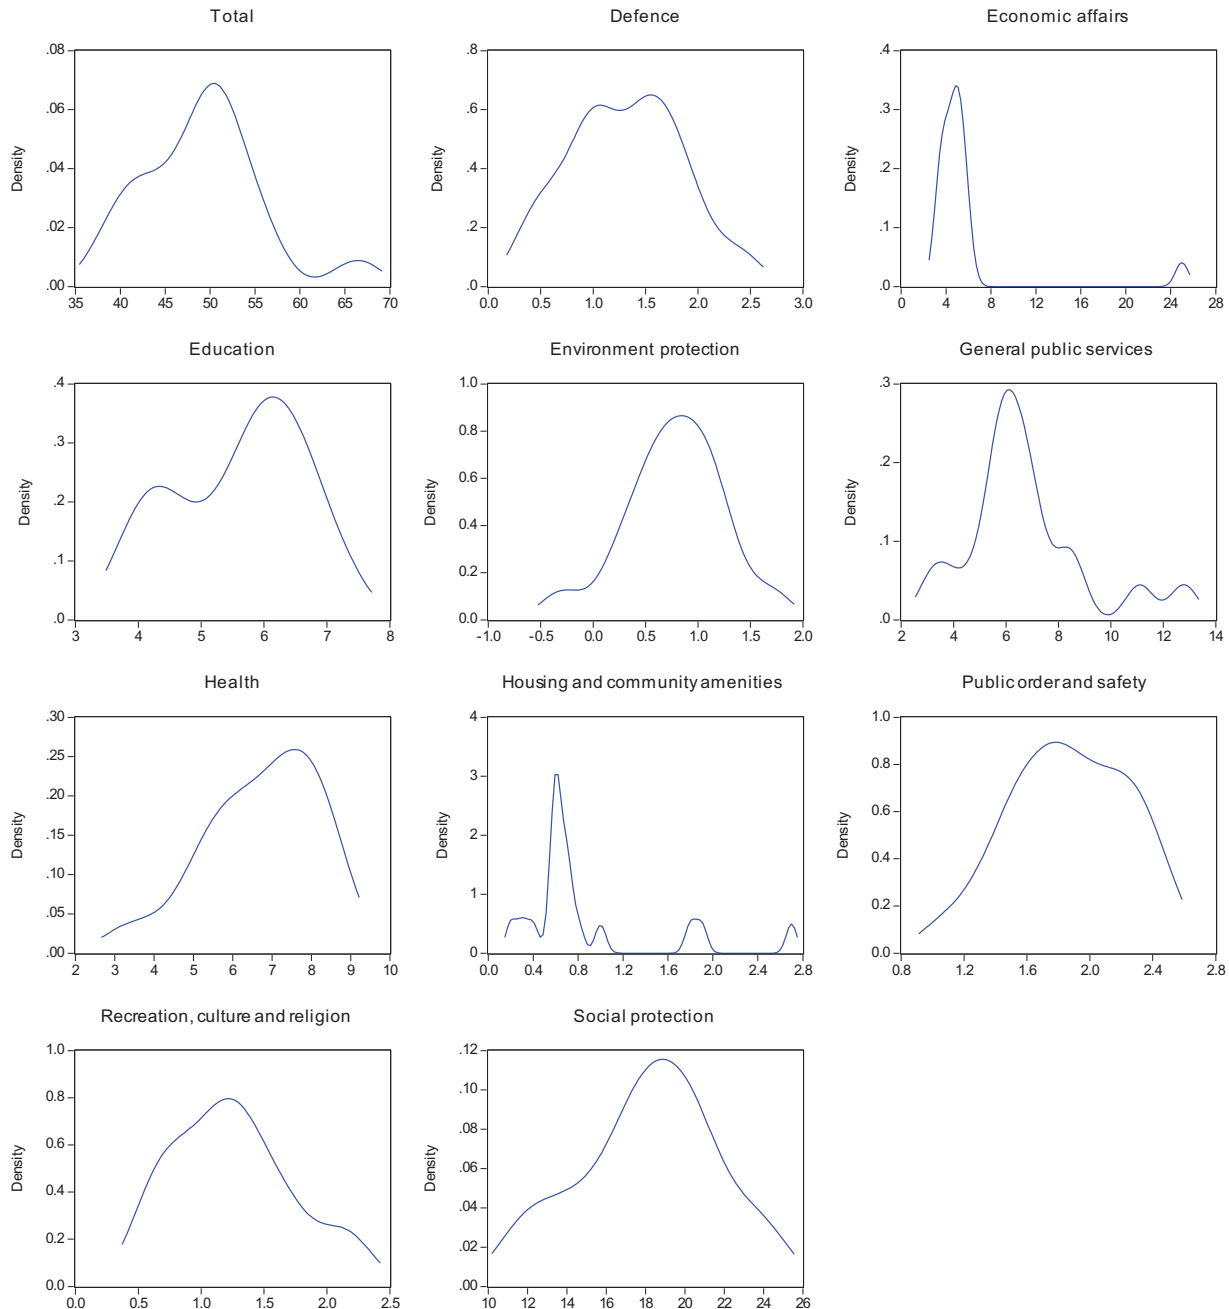 Total
Defence
Economic affairs
.08
.06
.04
.02
.00
Density
35 40 45 50 55 60 65 70
.8
.6
.4
.2
.0
Density
0.0 0.5 1.0 1.5 2.0 2.5 3.0
.4
.3
.2
.1
.0
Density
0 4 8 12 16 20 24 28
Education
Environment protection
General public services
.4
.3
.2
.1
.0
Density
3 4 5 6 7 8
1.0
0.8
0.6
0.4
0.2
0.0
Density
-1.0 -0.5 0.0 0.5 1.0 1.5 2.0
.3
.2
.1
.0
Density
2 4 6 8 10 12 14
Health
Housing and community amenities
Public order and safety
.30
.25
.20
.15
.10
.05
.00
Density
2 3 4 5 6 7 8 9 10
4
3
2
1
0
Density
0.0 0.4 0.8 1.2 1.6 2.0 2.4 2.8
1.0
0.8
0.6
0.4
0.2
0.0
Density
0.8 1.2 1.6 2.0 2.4 2.8
Recreation, culture and religion
Social protection
1.0
0.8
0.6
0.4
0.2
0.0
Density
0.0 0.5 1.0 1.5 2.0 2.5
.12
.10
.08
.06
.04
.02
.00
Density
10 12 14 16 18 20 22 24 26